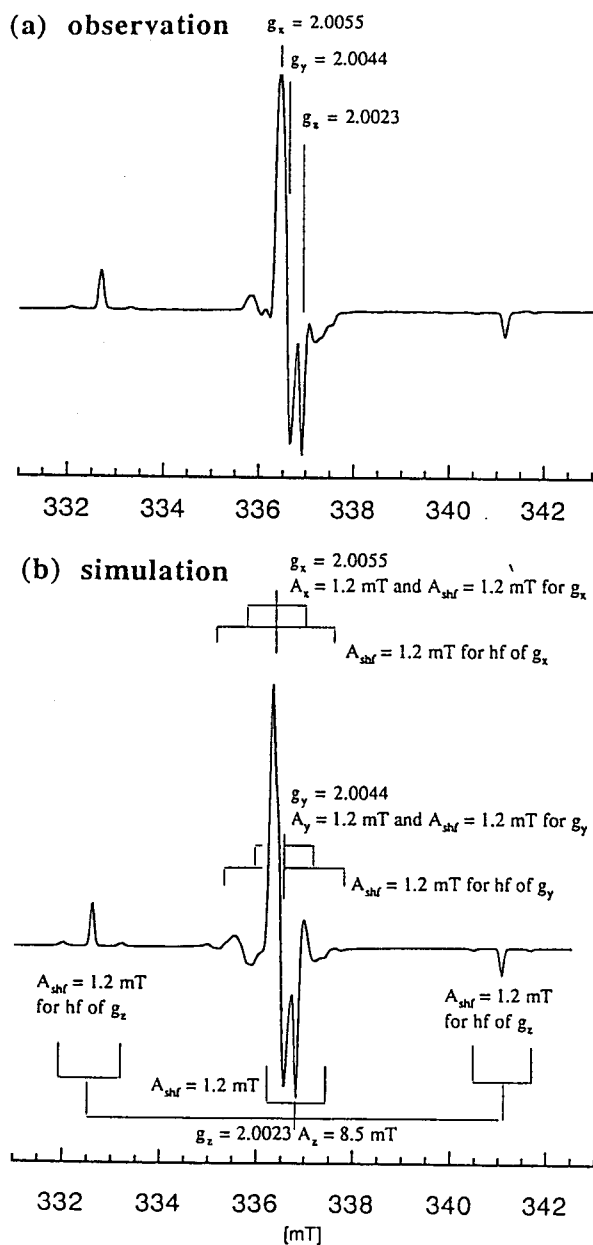 (a) observation
g_x = 2.0055
g_y = 2.0044
g_z = 2.0023
332 334 336 338 340 342
(b) simulation
g_x = 2.0055
A_x = 1.2 mT and A_shf = 1.2 mT for g_x
A_shf = 1.2 mT for hf of g_x
g_y = 2.0044
A_y = 1.2 mT and A_shf = 1.2 mT for g_y
A_shf = 1.2 mT for hf of g_y
A_shf = 1.2 mT
for hf of g_z
A_shf = 1.2 mT
for hf of g_z
A_shf = 1.2 mT
g_z = 2.0023 A_z = 8.5 mT
332 334 336 338 340 342
[mT]